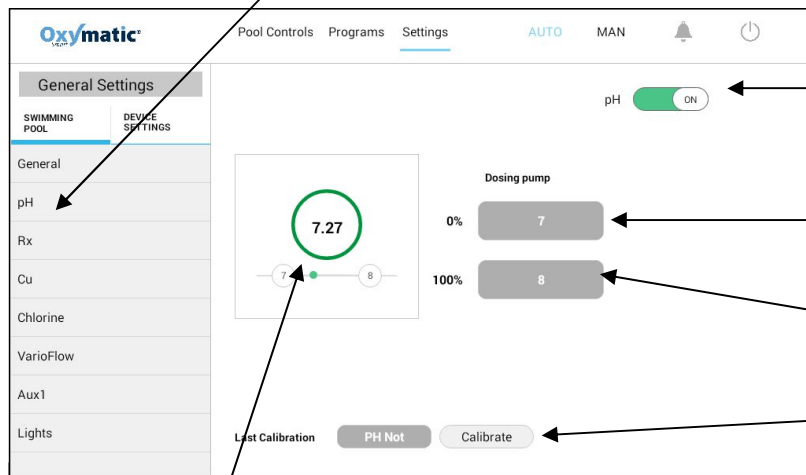 Oxymatic
Pool Controls Programs Settings AUTO MAN
General Settings
SWIMMING POOL
DEVICE SETTINGS
General
pH
Rx
Cu
Chlorine
VarioFlow
Aux1
Lights
pH ON
7.27
7 8
Dosing pump
0% 7
100% 8
Last Calibration PH Not Calibrate